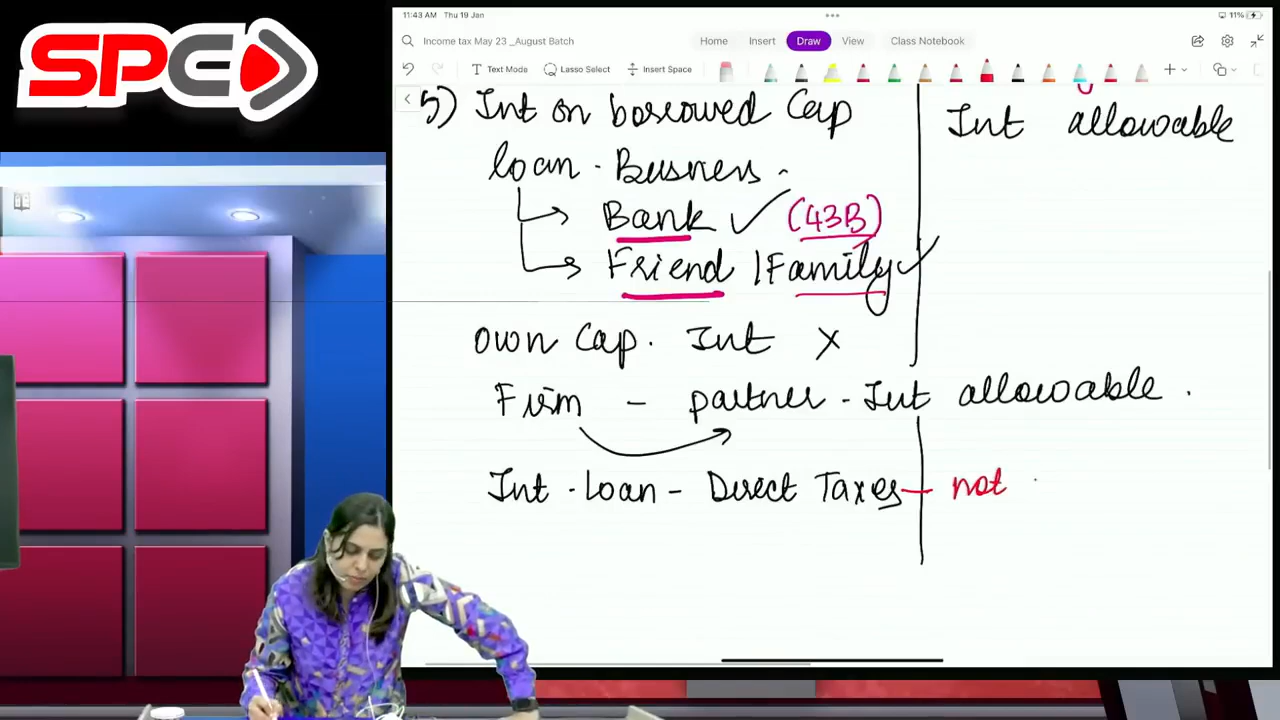 SPC
11:43 AM Thu 19 Jan
11%
Income tax May 23 _August Batch
Home Insert Draw View Class Notebook
Text Mode Lasso Select Insert Space
5) Int on borrowed Cap
Int allowable
loan - Business -
Bank ✓ (43B)
Friend | Family ✓
own Cap. Int X
Firm - partner - Int allowable.
Int - Loan - Direct Taxes - not